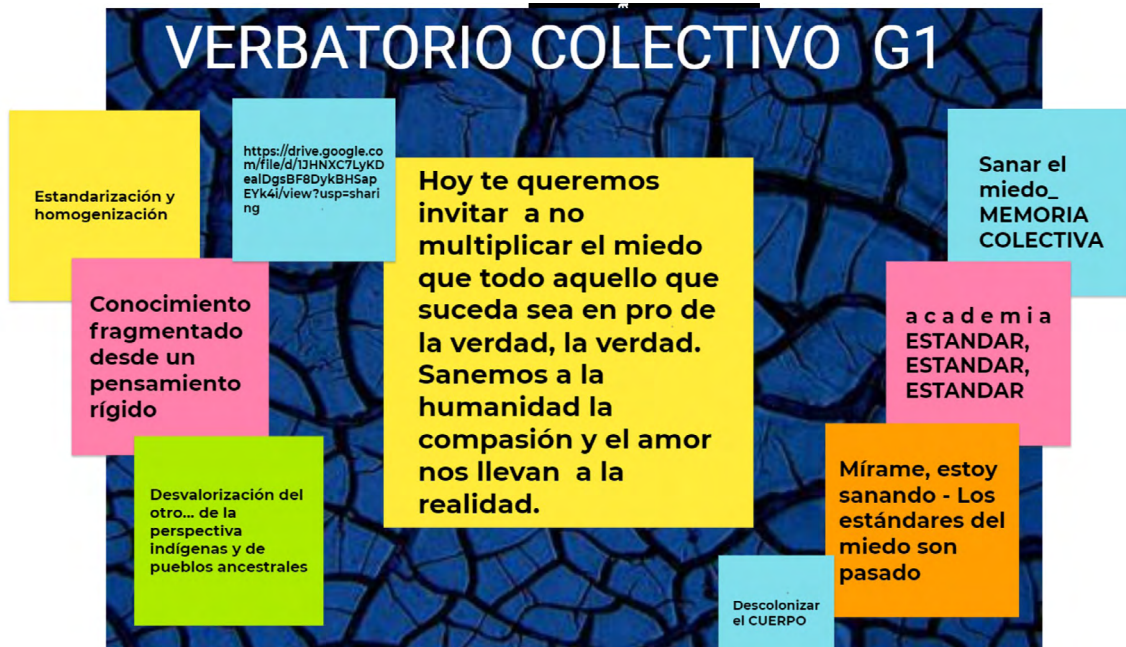 VERBATORIO COLECTIVO G1
Estandarización y
homogenización
https://drive.google.co
m/file/d/1JHNXC7LyKD
ealDgsBF8DykBHSap
EYk4i/view?usp=shari
ng
Conocimiento
fragmentado
desde un
pensamiento
rígido
Desvalorización del
otro... de la
perspectiva
indígenas y de
pueblos ancestrales
Hoy te queremos
invitar a no
multiplicar el miedo
que todo aquello que
suceda sea en pro de
la verdad, la verdad.
Sanemos a la
humanidad la
compasión y el amor
nos llevan a la
realidad.
Sanar el
miedo_
MEMORIA
COLECTIVA
a c a d e m i a
ESTANDAR,
ESTANDAR,
ESTANDAR
Mírame, estoy
sanando - Los
estándares del
miedo son
pasado
Descolonizar
el CUERPO